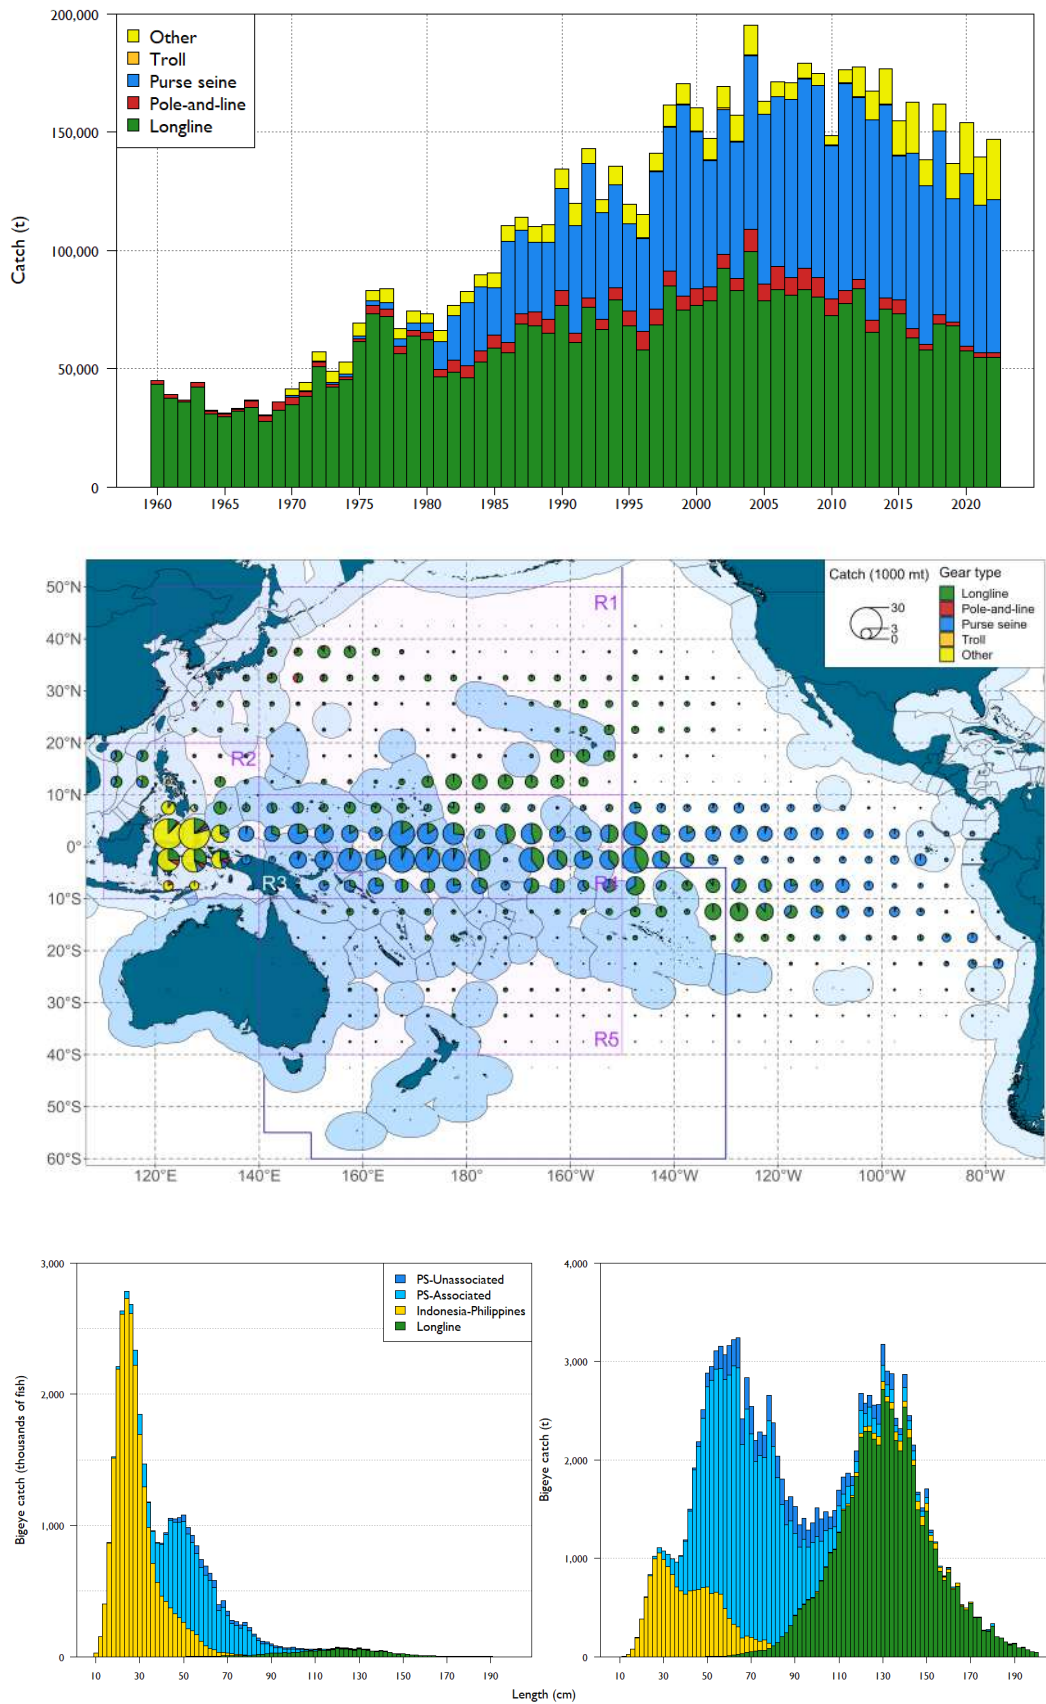 200,000
150,000
100,000
50,000
0
Catch (t)
Other
Troll
Purse seine
Pole-and-line
Longline
1960 1965 1970 1975 1980 1985 1990 1995 2000 2005 2010 2015 2020
50°N
40°N
30°N
20°N
10°N
0°
10°S
20°S
30°S
40°S
50°S
60°S
R1
R2
R3
R4
R5
Catch (1000 mt) Gear type
30
3
0
Longline
Pole-and-line
Purse seine
Troll
Other
120°E 140°E 160°E 180° 160°W 140°W 120°W 100°W 80°W
3,000
2,000
1,000
0
Bigeye catch (thousands of fish)
PS-Unassociated
PS-Associated
Indonesia-Philippines
Longline
10 30 50 70 90 110 130 150 170 190
4,000
3,000
2,000
1,000
0
Bigeye catch (t)
10 30 50 70 90 110 130 150 170 190
Length (cm)